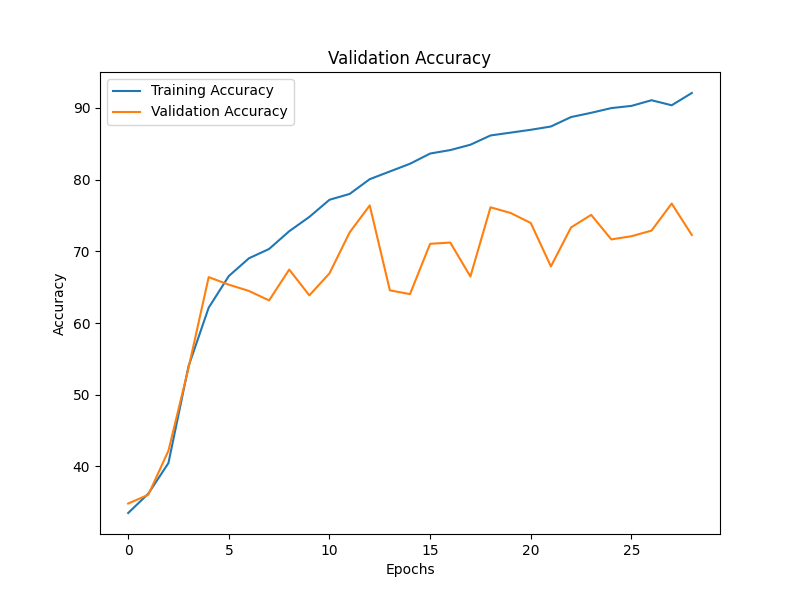 Validation Accuracy
Training Accuracy
Validation Accuracy
90
80
70
60
50
40
Accuracy
0 5 10 15 20 25
Epochs